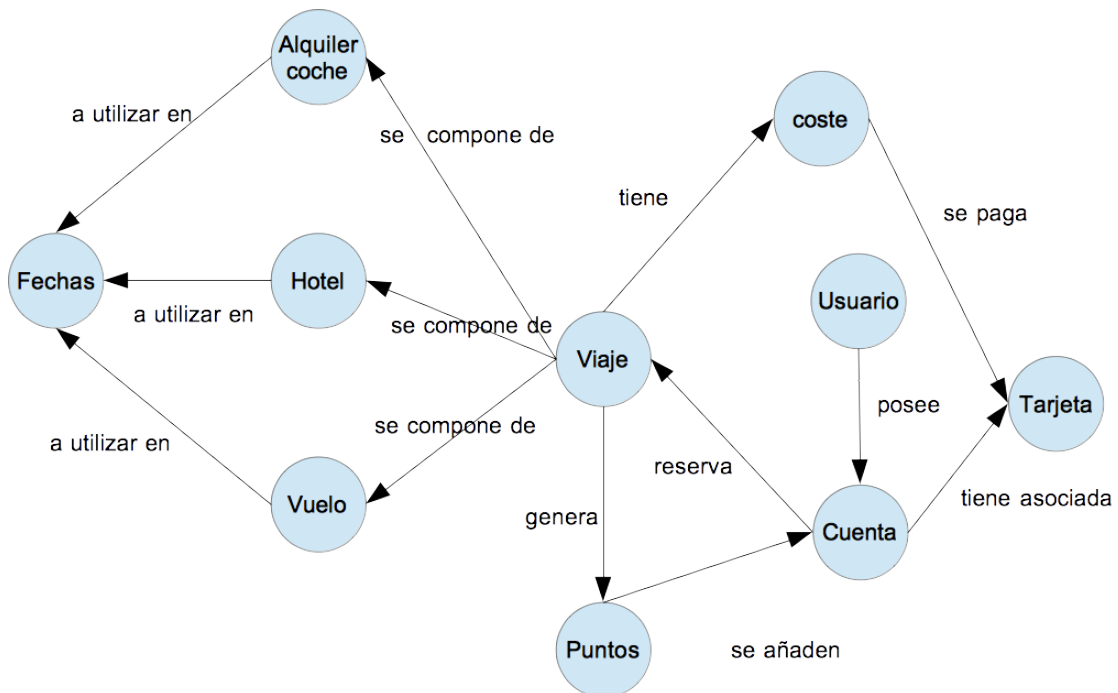 Alquiler
coche
a utilizar en
se compone de
coste
tiene
se paga
Fechas
Hotel
Usuario
a utilizar en
se compone de
Viaje
Tarjeta
posee
se compone de
a utilizar en
reserva
tiene asociada
Vuelo
genera
Cuenta
Puntos
se añaden